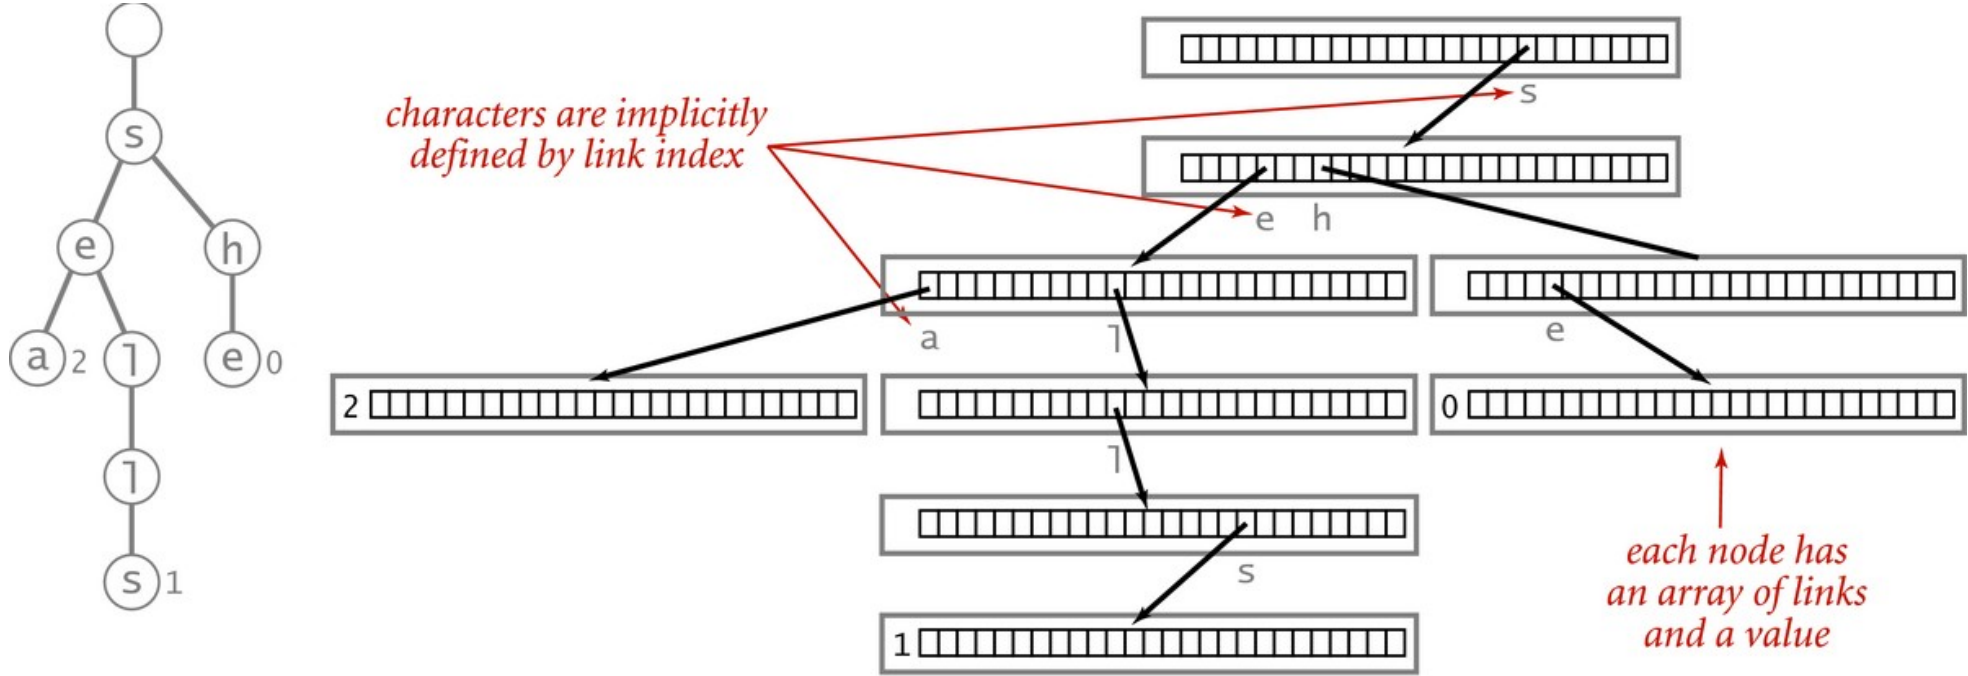 s
e
h
a 2
l
e 0
l
s 1
characters are implicitly
defined by link index
s
e h
a
l
e
2
0
l
s
1
each node has
an array of links
and a value